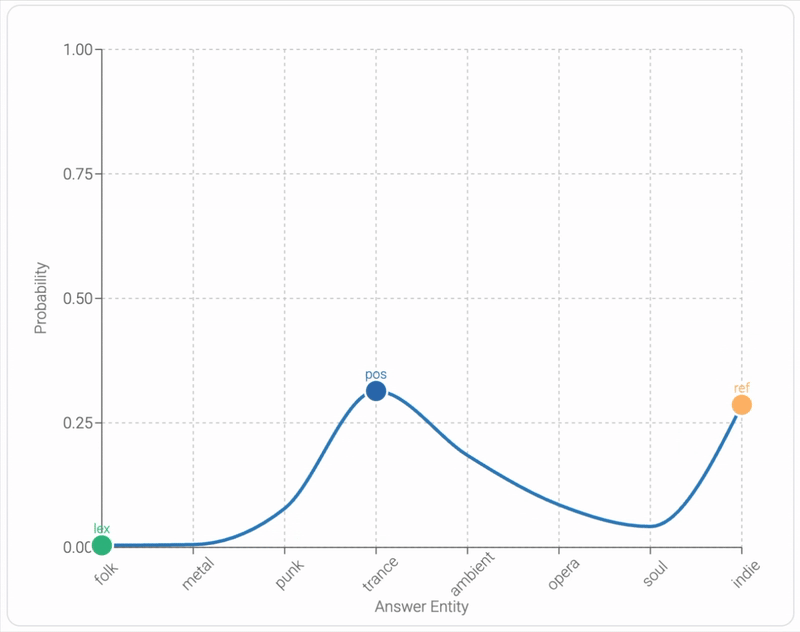 1.00
0.75
Probability
0.50
pos
ref
0.25
lex
0.00
folk
metal
punk
trance
ambient
opera
soul
indie
Answer Entity